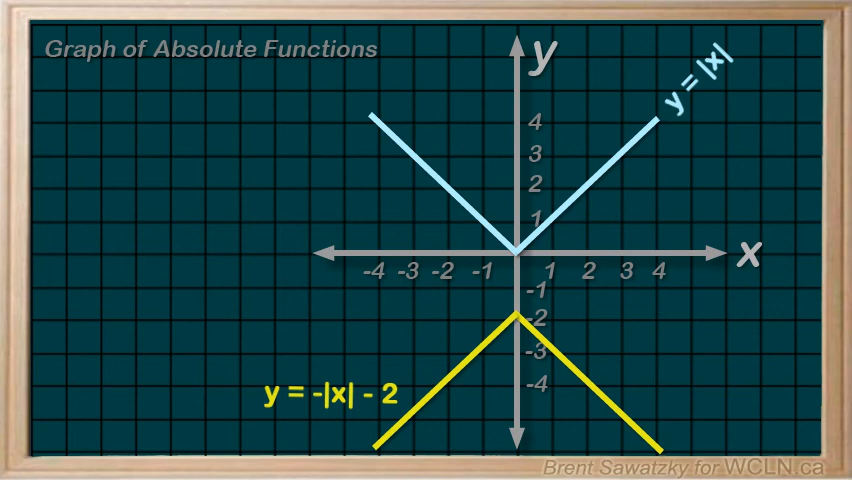 Graph of Absolute Functions
y
y = |x|
4
3
2
1
x
-4 -3 -2 -1 1 2 3 4
-1
-2
-3
-4
y = -|x| - 2
Brent Sawatzky for WCLN.ca